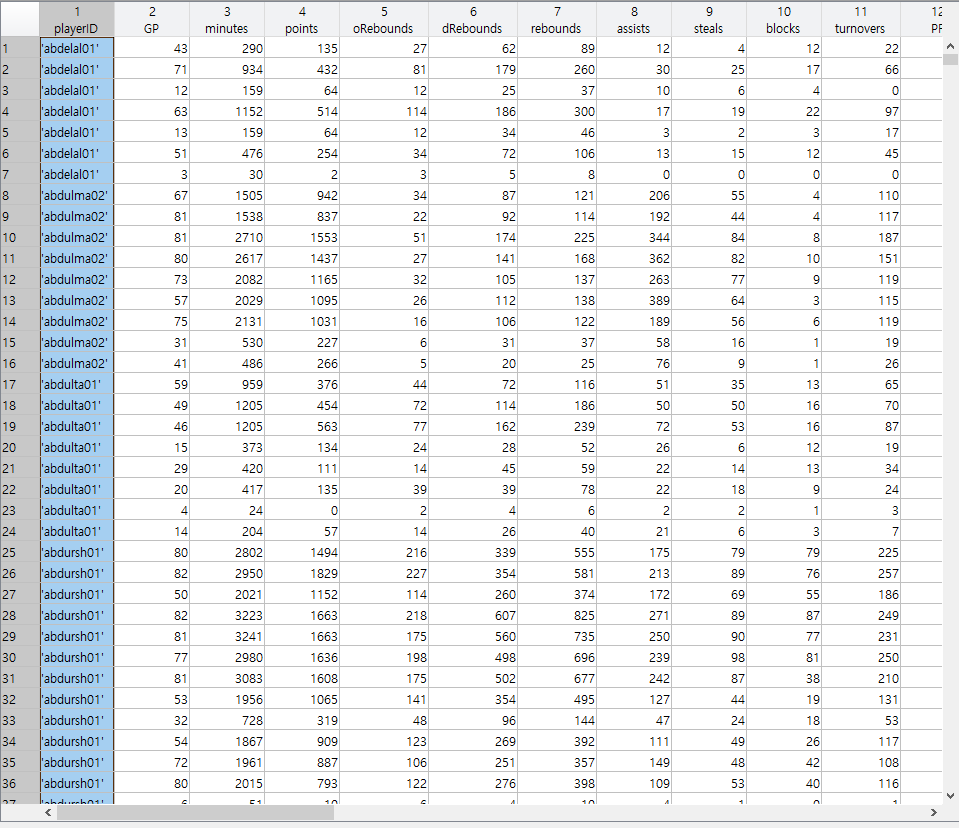 1 2 3 4 5 6 7 8 9 10 11 12
playerID GP minutes points oRebounds dRebounds rebounds assists steals blocks turnovers PF
1 'abdelal01' 43 290 135 27 62 89 12 4 12 22
2 'abdelal01' 71 934 432 81 179 260 30 25 17 66
3 'abdelal01' 12 159 64 12 25 37 10 6 4 0
4 'abdelal01' 63 1152 514 114 186 300 17 19 22 97
5 'abdelal01' 13 159 64 12 34 46 3 2 3 17
6 'abdelal01' 51 476 254 34 72 106 13 15 12 45
7 'abdelal01' 3 30 2 3 5 8 0 0 0 0
8 'abdulma02' 67 1505 942 34 87 121 206 55 4 110
9 'abdulma02' 81 1538 837 22 92 114 192 44 4 117
10 'abdulma02' 81 2710 1553 51 174 225 344 84 8 187
11 'abdulma02' 80 2617 1437 27 141 168 362 82 10 151
12 'abdulma02' 73 2082 1165 32 105 137 263 77 9 119
13 'abdulma02' 57 2029 1095 26 112 138 389 64 3 115
14 'abdulma02' 75 2131 1031 16 106 122 189 56 6 119
15 'abdulma02' 31 530 227 6 31 37 58 16 1 19
16 'abdulma02' 41 486 266 5 20 25 76 9 1 26
17 'abdulta01' 59 959 376 44 72 116 51 35 13 65
18 'abdulta01' 49 1205 454 72 114 186 50 50 16 70
19 'abdulta01' 46 1205 563 77 162 239 72 53 16 87
20 'abdulta01' 15 373 134 24 28 52 26 6 12 19
21 'abdulta01' 29 420 111 14 45 59 22 14 13 34
22 'abdulta01' 20 417 135 39 39 78 22 18 9 24
23 'abdulta01' 4 24 0 2 4 6 2 2 1 3
24 'abdulta01' 14 204 57 14 26 40 21 6 3 7
25 'abdursh01' 80 2802 1494 216 339 555 175 79 79 225
26 'abdursh01' 82 2950 1829 227 354 581 213 89 76 257
27 'abdursh01' 50 2021 1152 114 260 374 172 69 55 186
28 'abdursh01' 82 3223 1663 218 607 825 271 89 87 249
29 'abdursh01' 81 3241 1663 175 560 735 250 90 77 231
30 'abdursh01' 77 2980 1636 198 498 696 239 98 81 250
31 'abdursh01' 81 3083 1608 175 502 677 242 87 38 210
32 'abdursh01' 53 1956 1065 141 354 495 127 44 19 131
33 'abdursh01' 32 728 319 48 96 144 47 24 18 53
34 'abdursh01' 54 1867 909 123 269 392 111 49 26 117
35 'abdursh01' 72 1961 887 106 251 357 149 48 42 108
36 'abdursh01' 80 2015 793 122 276 398 109 53 40 116
37 'abdursh01' 6 51 10 6 4 10 4 1 0 1